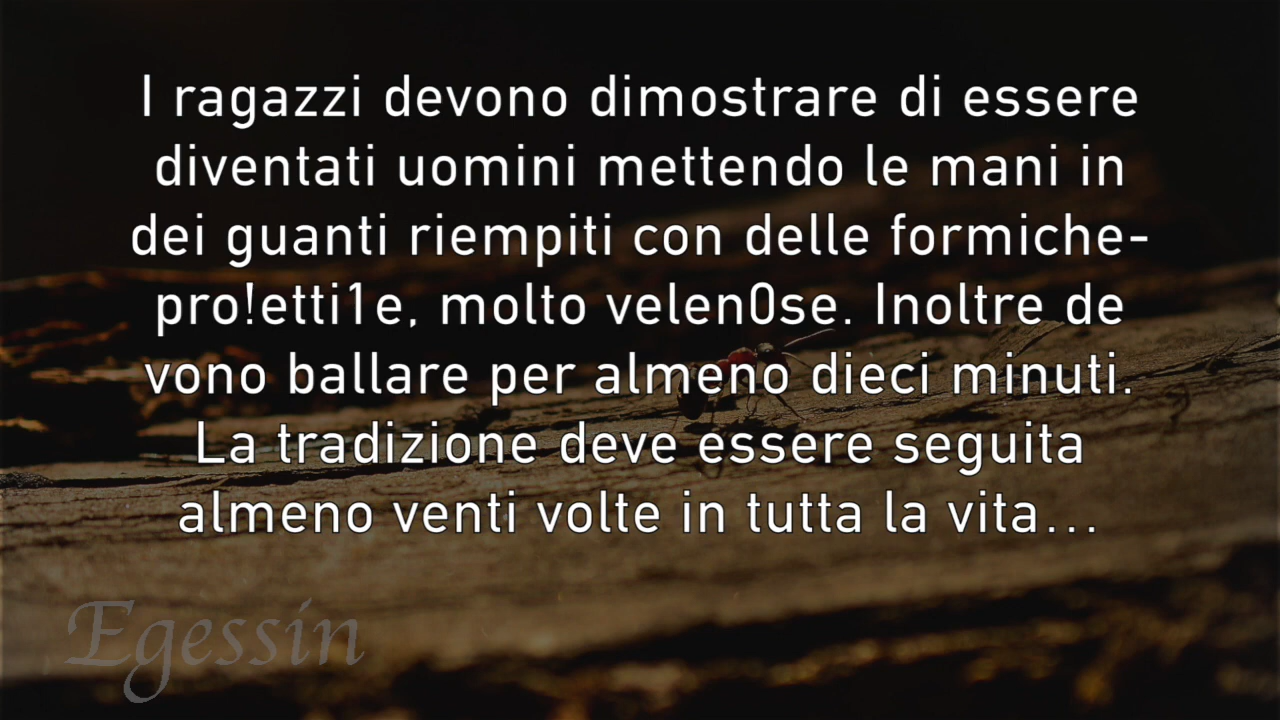 I ragazzi devono dimostrare di essere
diventati uomini mettendo le mani in
dei guanti riempiti con delle formiche-
pro!etti1e, molto velen0se. Inoltre de
vono ballare per almeno dieci minuti.
La tradizione deve essere seguita
almeno venti volte in tutta la vita...
Egessin